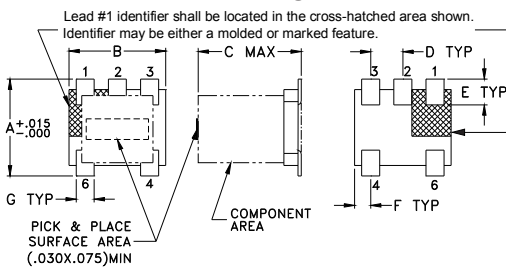 Lead #1 identifier shall be located in the cross-hatched area shown.
Identifier may be either a molded or marked feature.
B
C MAX
D TYP
1 2 3
3 2 1
E TYP
A+.015
-.000
6 4
4 6
G TYP
F TYP
PICK & PLACE
SURFACE AREA
(.030X.075)MIN
COMPONENT
AREA